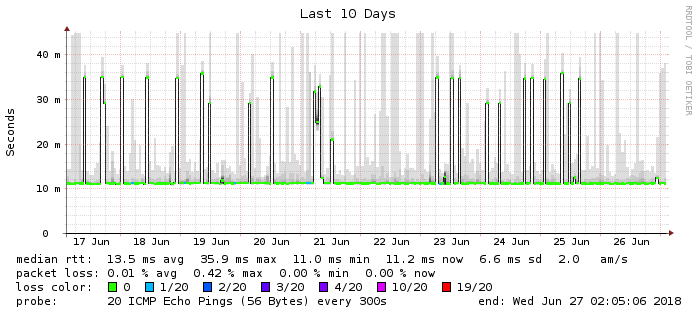 Last 10 Days
RRDTOOL / TOBI OETIKER
Seconds
40 m
30 m
20 m
10 m
0
17 Jun 18 Jun 19 Jun 20 Jun 21 Jun 22 Jun 23 Jun 24 Jun 25 Jun 26 Jun
median rtt: 13.5 ms avg 35.9 ms max 11.0 ms min 11.2 ms now 6.6 ms sd 2.0 am/s
packet loss: 0.01 % avg 0.42 % max 0.00 % min 0.00 % now
loss color: 0 1/20 2/20 3/20 4/20 10/20 19/20
probe: 20 ICMP Echo Pings (56 Bytes) every 300s end: Wed Jun 27 02:05:06 2018